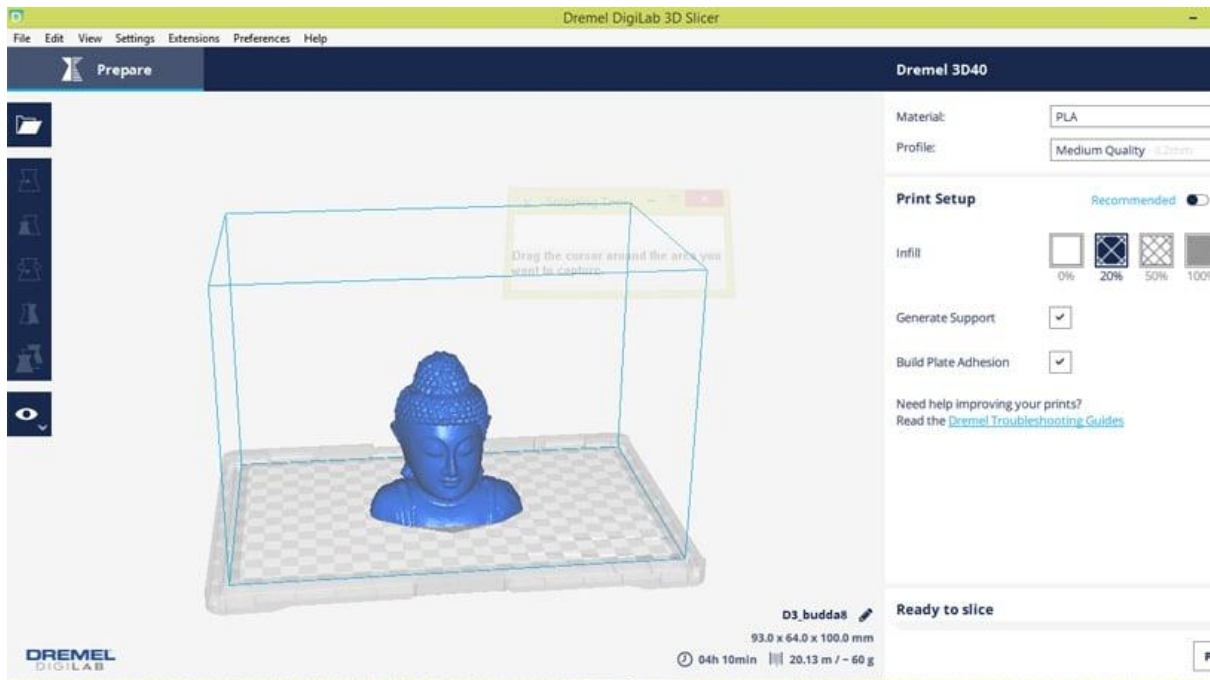 Dremel DigiLab 3D Slicer
File Edit View Settings Extensions Preferences Help
Prepare
Dremel 3D40
Material: PLA
Profile: Medium Quality 0.2mm
Print Setup Recommended
Infill
0% 20% 50% 100%
Generate Support
Build Plate Adhesion
Need help improving your prints?
Read the Dremel Troubleshooting Guides
Drag the cursor around the area you
want to capture.
D3_budda8
93.0 x 64.0 x 100.0 mm
04h 10min 20.13 m / ~ 60 g
Ready to slice
DREMEL
DIGILAB